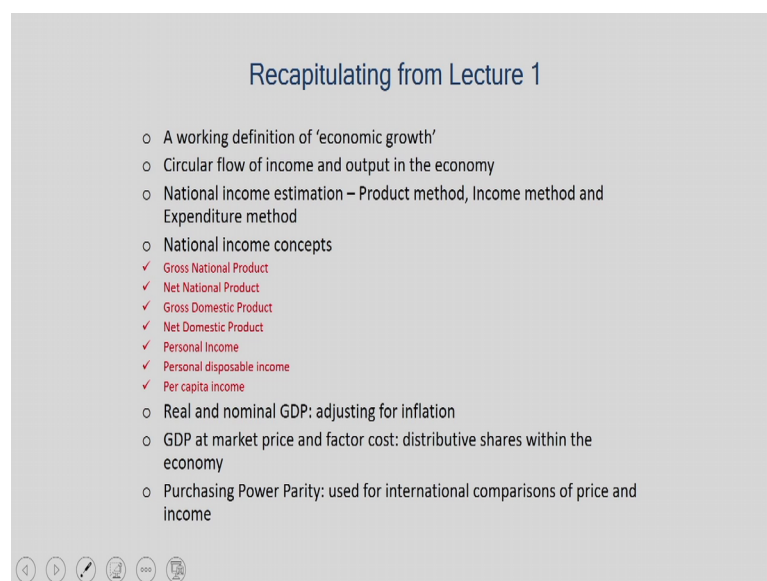 Recapitulating from Lecture 1
o A working definition of ‘economic growth’
o Circular flow of income and output in the economy
o National income estimation – Product method, Income method and
Expenditure method
o National income concepts
✓ Gross National Product
✓ Net National Product
✓ Gross Domestic Product
✓ Net Domestic Product
✓ Personal Income
✓ Personal disposable income
✓ Per capita income
o Real and nominal GDP: adjusting for inflation
o GDP at market price and factor cost: distributive shares within the
economy
o Purchasing Power Parity: used for international comparisons of price and
income